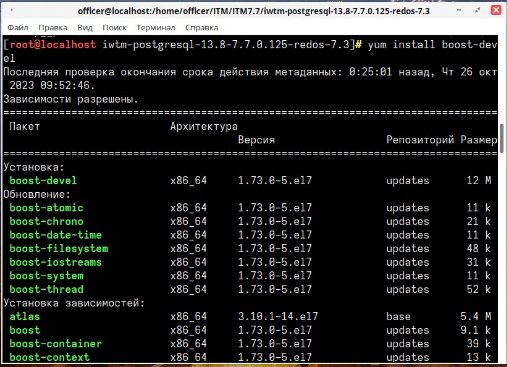 officer@localhost:/home/officer/ITM/ITM7.7/iwtm-postgresql-13.8-7.7.0.125-redos-7.3
Файл Правка Вид Поиск Терминал Справка
[root@localhost iwtm-postgresql-13.8-7.7.0.125-redos-7.3]# yum install boost-dev
el
Последняя проверка окончания срока действия метаданных: 0:25:01 назад, Чт 26 окт
2023 09:52:46.
Зависимости разрешены.
================================================================================
Пакет Архитектура
Версия Репозиторий Размер
================================================================================
Установка:
boost-devel x86_64 1.73.0-5.el7 updates 12 M
Обновление:
boost-atomic x86_64 1.73.0-5.el7 updates 11 k
boost-chrono x86_64 1.73.0-5.el7 updates 21 k
boost-date-time x86_64 1.73.0-5.el7 updates 11 k
boost-filesystem x86_64 1.73.0-5.el7 updates 48 k
boost-iostreams x86_64 1.73.0-5.el7 updates 31 k
boost-system x86_64 1.73.0-5.el7 updates 11 k
boost-thread x86_64 1.73.0-5.el7 updates 52 k
Установка зависимостей:
atlas x86_64 3.10.1-14.el7 base 5.4 M
boost x86_64 1.73.0-5.el7 updates 9.1 k
boost-container x86_64 1.73.0-5.el7 updates 39 k
boost-context x86_64 1.73.0-5.el7 updates 13 k